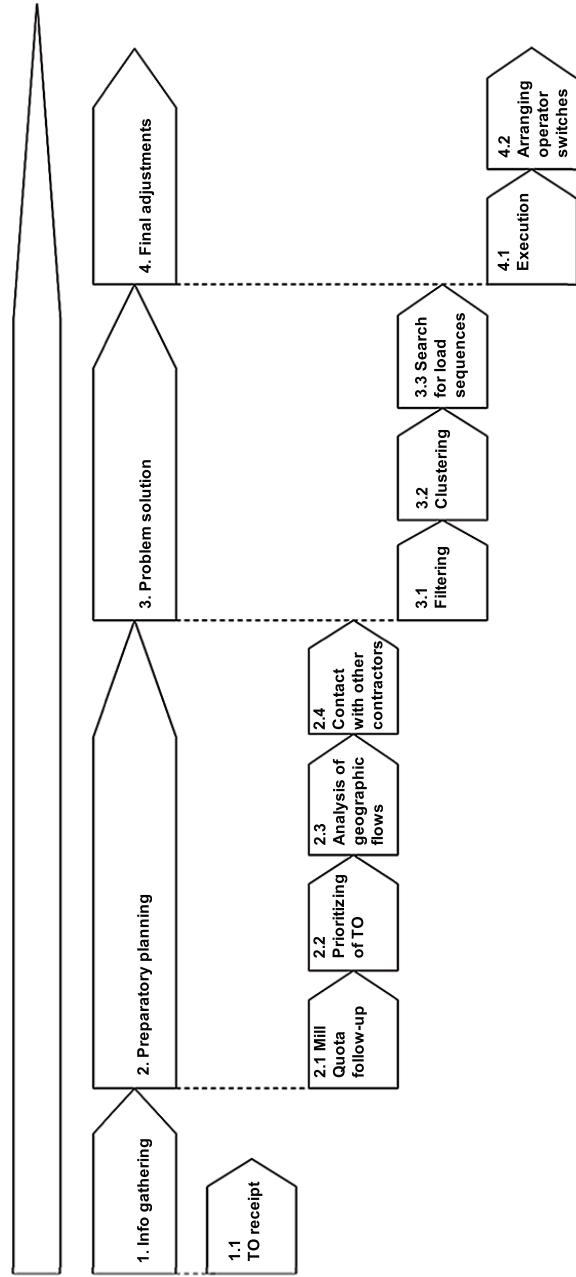 1. Info gathering
2. Preparatory planning
3. Problem solution
4. Final adjustments
1.1
TO receipt
2.1 Mill
Quota
follow-up
2.2
Prioritizing
of TO
2.3
Analysis of
geographic
flows
2.4
Contact
with other
contractors
3.1
Filtering
3.2
Clustering
3.3 Search
for load
sequences
4.1
Execution
4.2
Arranging
operator
switches